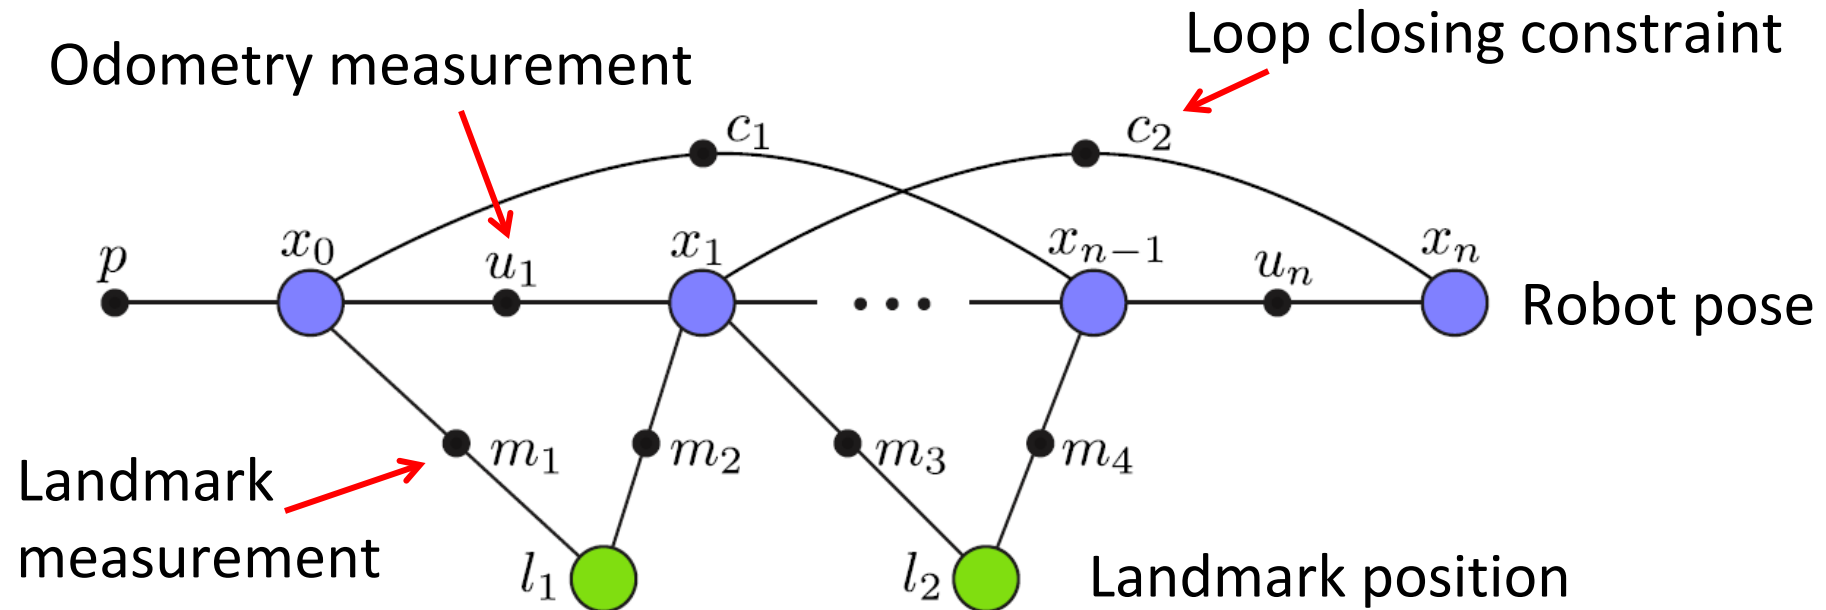 Loop closing constraint
Odometry measurement
c₁
c₂
p
x₀
u₁
x₁
xₙ₋₁
uₙ
xₙ
...
Robot pose
m₁
m₂
m₃
m₄
Landmark
measurement
l₁
l₂
Landmark position